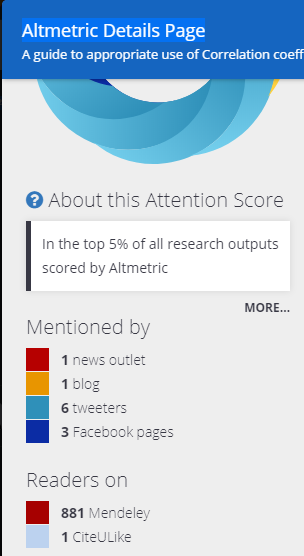 Altmetric Details Page
A guide to appropriate use of Correlation coeff
? About this Attention Score
In the top 5% of all research outputs
scored by Altmetric
MORE...
Mentioned by
1 news outlet
1 blog
6 tweeters
3 Facebook pages
Readers on
881 Mendeley
1 CiteULike